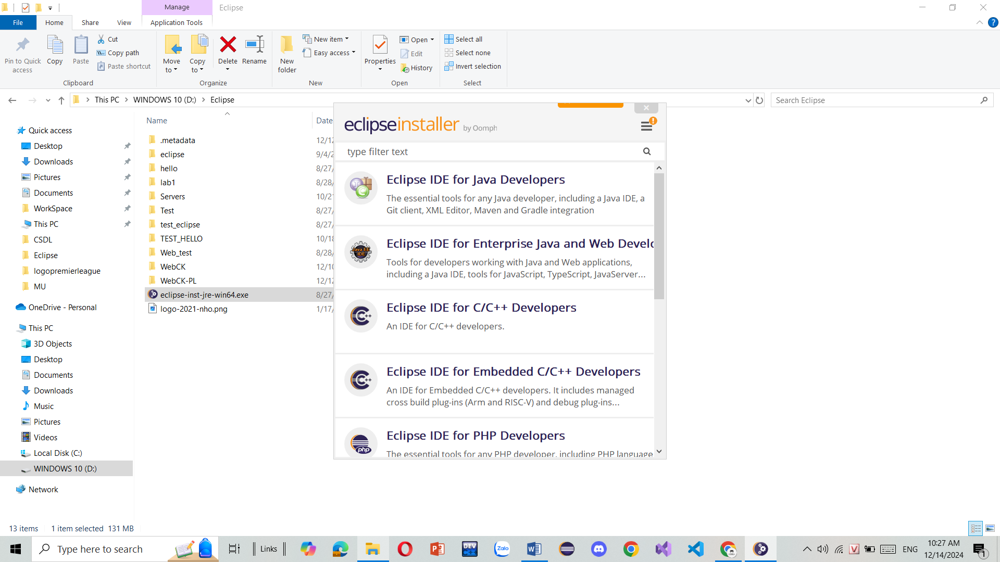 Manage
Eclipse
File
Home
Share
View
Application Tools
Pin to Quick access
Copy
Paste
Cut
Copy path
Paste shortcut
Clipboard
Move to
Copy to
Delete
Rename
Organize
New folder
New item
Easy access
New
Properties
Open
Edit
History
Open
Select all
Select none
Invert selection
Select
This PC
WINDOWS 10 (D:)
Eclipse
Search Eclipse
Quick access
Desktop
Downloads
Pictures
Documents
WorkSpace
This PC
CSDL
Eclipse
logopremierleague
MU
OneDrive - Personal
This PC
3D Objects
Desktop
Documents
Downloads
Music
Pictures
Videos
Local Disk (C:)
WINDOWS 10 (D:)
Network
Name
Date
.metadata 12/12
eclipse 9/4/2
hello 8/27/
lab1 8/28/
Servers 10/21
Test 8/27/
test_eclipse 8/27/
TEST_HELLO 10/18
Web_test 8/28/
WebCK 12/10
WebCK-PL 12/12
eclipse-inst-jre-win64.exe 8/27/
logo-2021-nho.png 1/17/
eclipseinstaller by Oomph
type filter text
Eclipse IDE for Java Developers
The essential tools for any Java developer, including a Java IDE, a
Git client, XML Editor, Maven and Gradle integration
Java EE
IDE
Eclipse IDE for Enterprise Java and Web Develo
Tools for developers working with Java and Web applications,
including a Java IDE, tools for JavaScript, TypeScript, JavaServer...
Eclipse IDE for C/C++ Developers
An IDE for C/C++ developers.
Eclipse IDE for Embedded C/C++ Developers
An IDE for Embedded C/C++ developers. It includes managed
cross build plug-ins (Arm and RISC-V) and debug plug-ins...
php
Eclipse IDE for PHP Developers
The essential tools for any PHP developer, including PHP language
13 items
1 item selected 131 MB
Type here to search
Links
DEV C++
Zalo
ENG
10:27 AM
12/14/2024
1